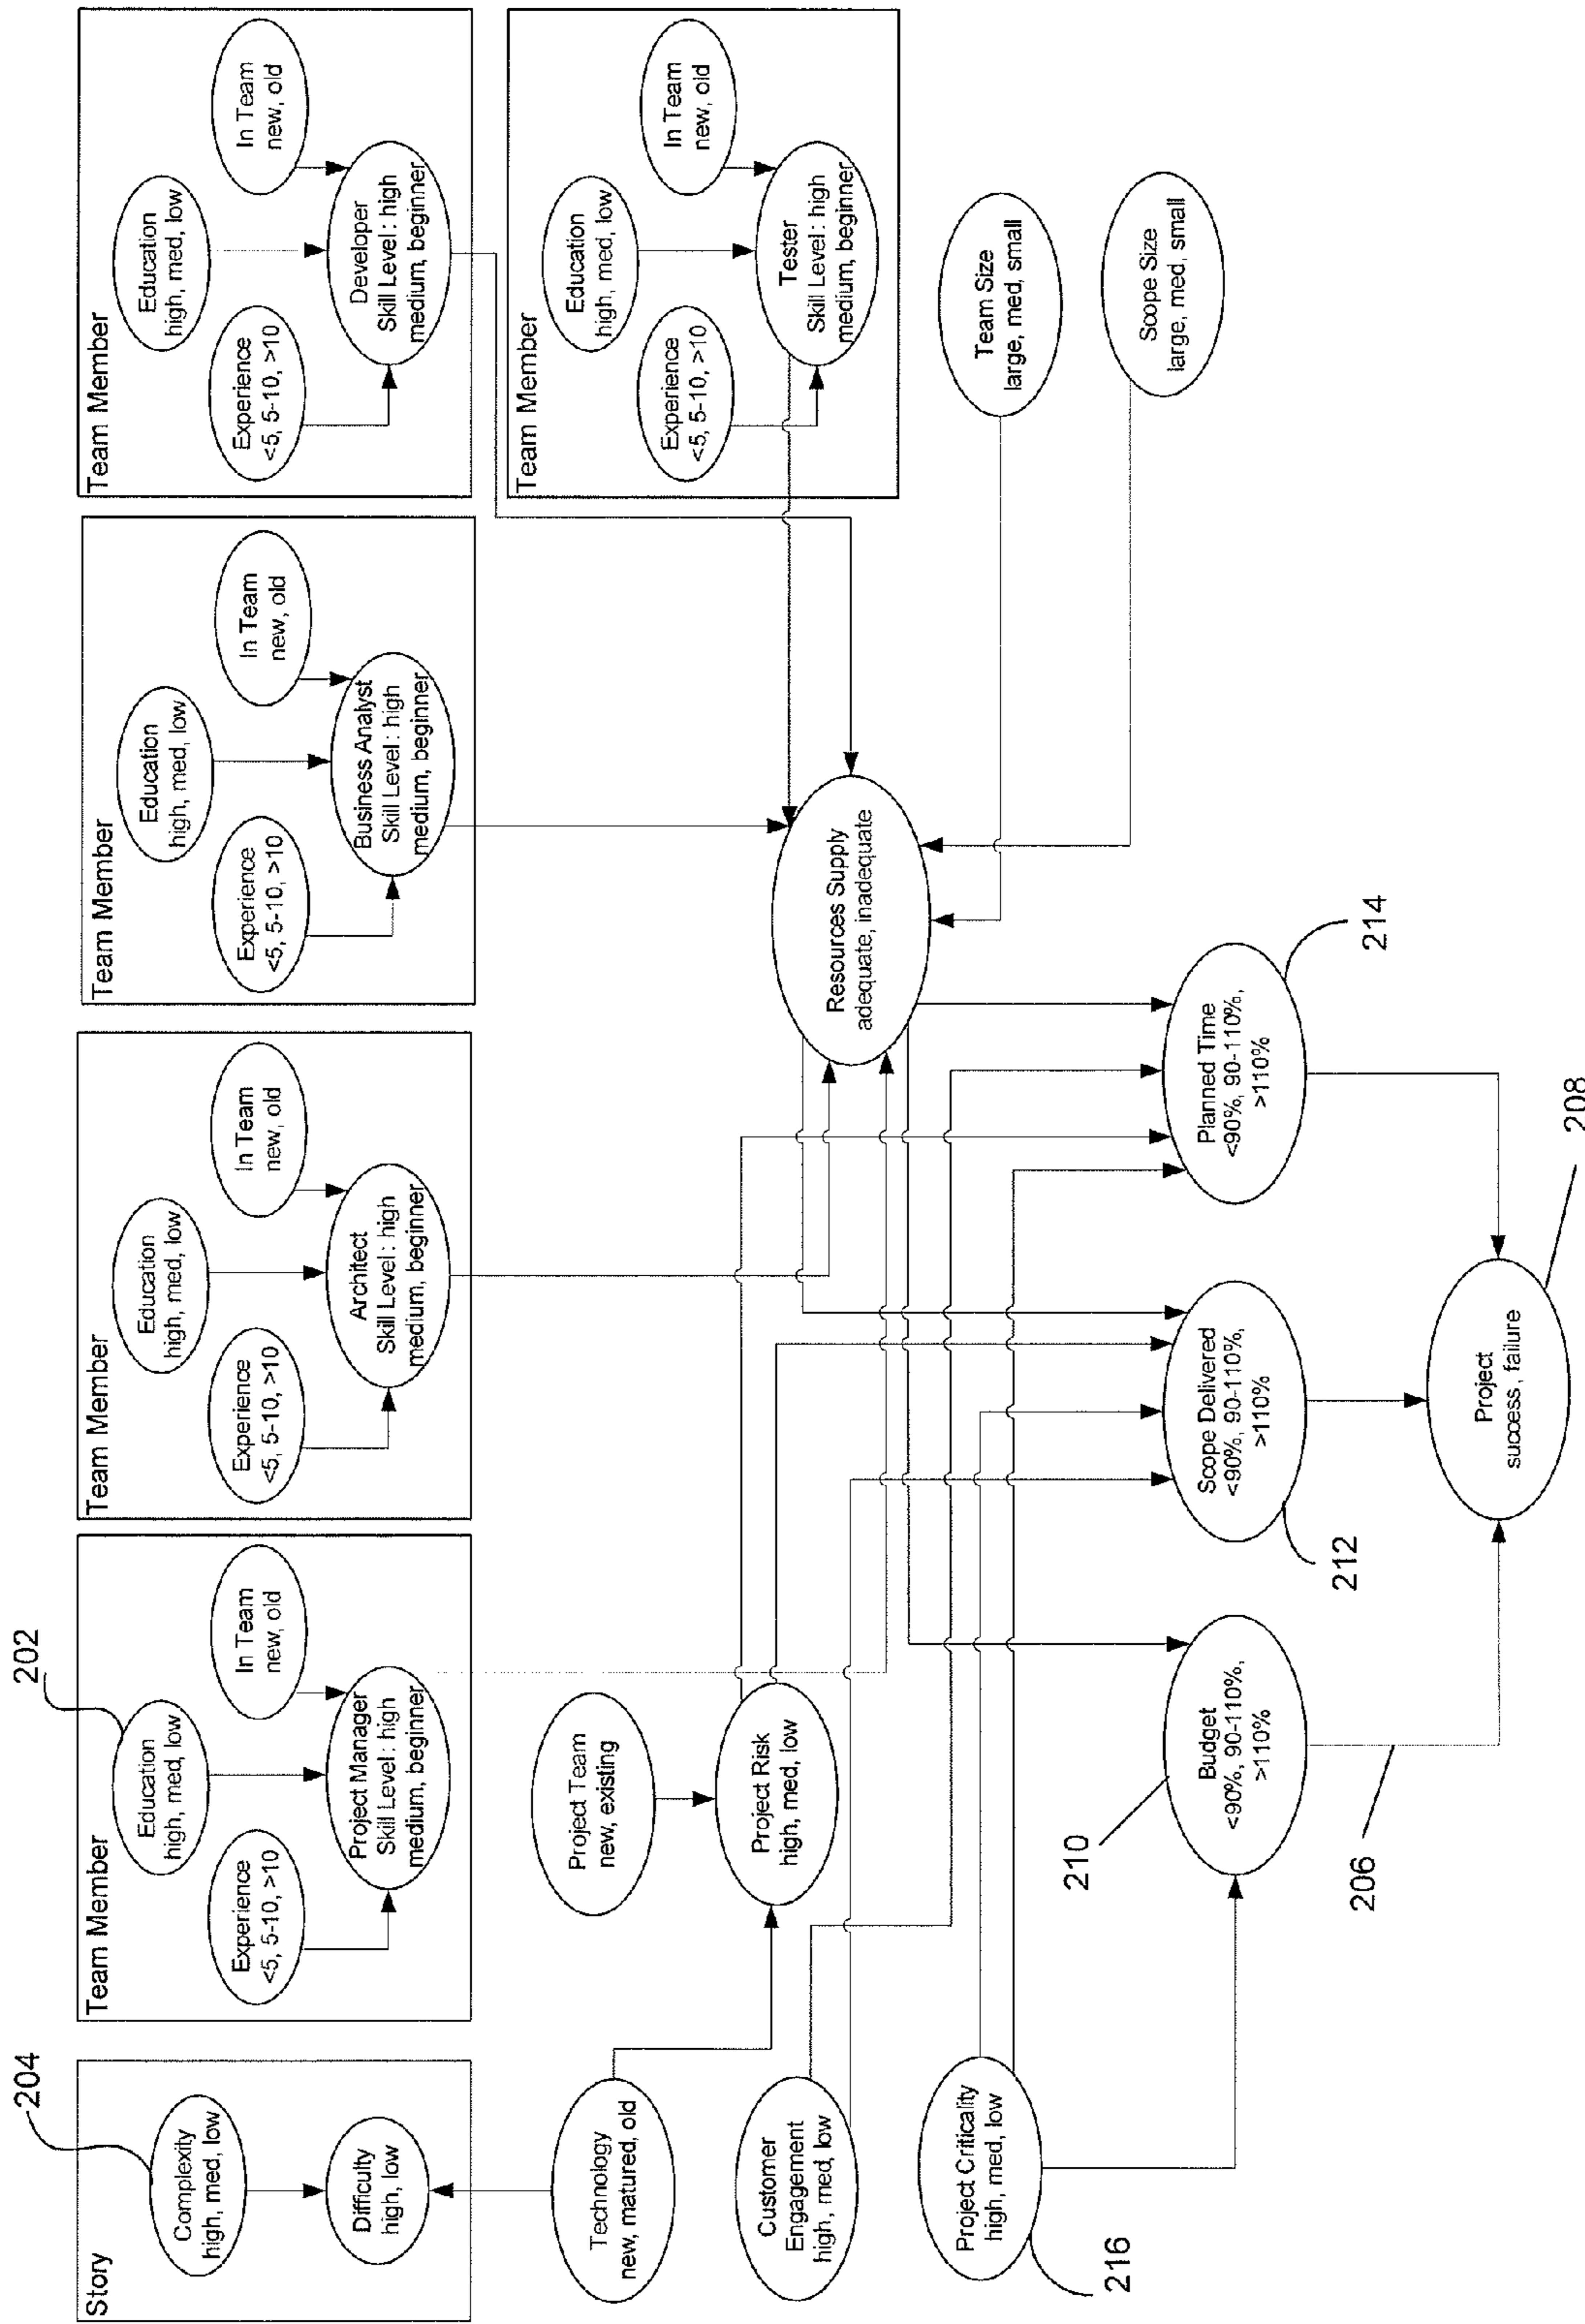 Story
204
Complexity
high, med, low
Difficulty
high, low
Team Member
202
Education
high, med, low
Experience
<5, 5-10, >10
In Team
new, old
Project Manager
Skill Level: high
medium, beginner
Team Member
Education
high, med, low
Experience
<5, 5-10, >10
In Team
new, old
Architect
Skill Level: high
medium, beginner
Team Member
Education
high, med, low
Experience
<5, 5-10, >10
In Team
new, old
Business Analyst
Skill Level: high
medium, beginner
Team Member
Education
high, med, low
Experience
<5, 5-10, >10
In Team
new, old
Developer
Skill Level: high
medium, beginner
Team Member
Education
high, med, low
Experience
<5, 5-10, >10
In Team
new, old
Tester
Skill Level: high
medium, beginner
Technology
new, matured, old
Project Team
new, existing
Project Risk
high, med, low
Customer
Engagement
high, med, low
Resources Supply
adequate, inadequate
Team Size
large, med, small
Scope Size
large, med, small
Project Criticality
high, med, low
216
210
Budget
<90%, 90-110%,
>110%
Scope Delivered
<90%, 90-110%,
>110%
212
Planned Time
<90%, 90-110%,
>110%
214
206
Project
success, failure
208